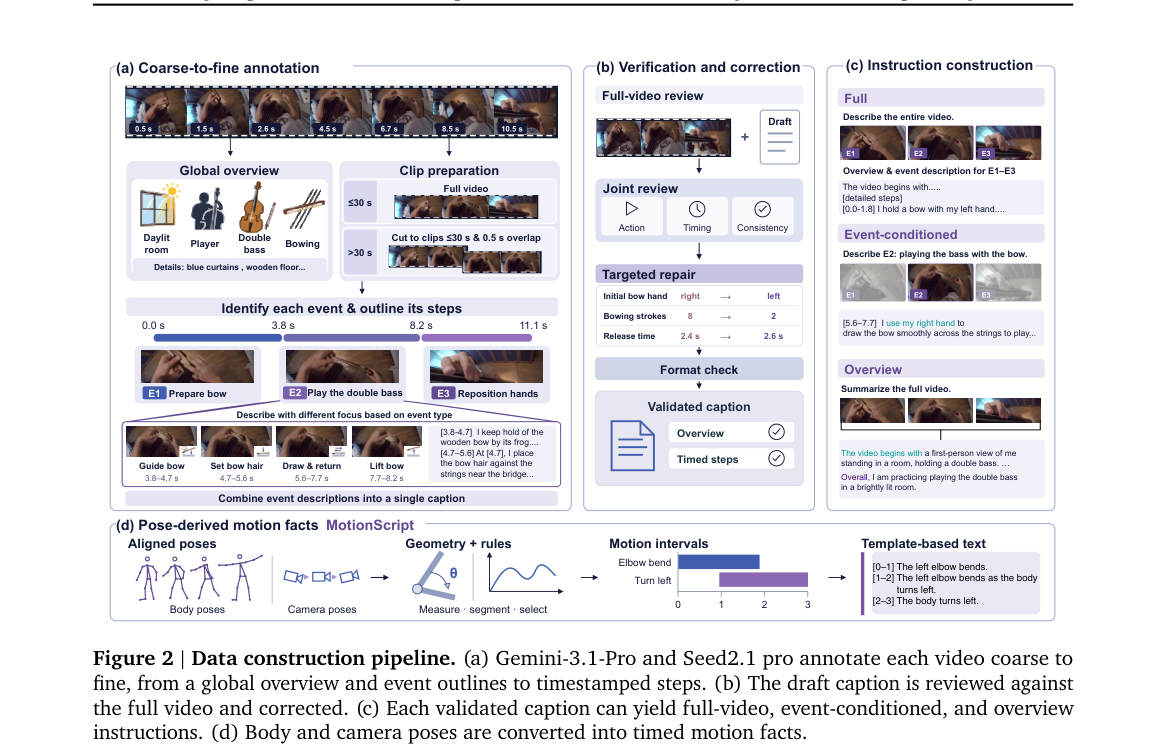 (a) Coarse-to-fine annotation
0.5 s 1.5 s 2.6 s 4.5 s 6.7 s 8.5 s 10.5 s
Global overview
Daylit room
Player
Double bass
Bowing
Details: blue curtains , wooden floor...
Clip preparation
Full video
≤30 s
Cut to clips ≤30 s & 0.5 s overlap
>30 s
Identify each event & outline its steps
0.0 s 3.8 s 8.2 s 11.1 s
E1 Prepare bow
E2 Play the double bass
E3 Reposition hands
Describe with different focus based on event type
Guide bow
3.8–4.7 s
Set bow hair
4.7–5.6 s
Draw & return
5.6–7.7 s
Lift bow
7.7–8.2 s
[3.8-4.7] I keep hold of the
wooden bow by its frog....
[4.7–5.6] At [4.7], I place
the bow hair against the
strings near the bridge...
Combine event descriptions into a single caption
(b) Verification and correction
Full-video review
+
Draft
Joint review
Action Timing Consistency
Targeted repair
Initial bow hand right → left
Bowing strokes 8 → 2
Release time 2.4 s → 2.6 s
Format check
Validated caption
Overview
Timed steps
(c) Instruction construction
Full
Describe the entire video.
E1 E2 E3
Overview & event description for E1–E3
The video begins with.....
[detailed steps]
[0.0-1.8] I hold a bow with my left hand....
Event-conditioned
Describe E2: playing the bass with the bow.
E1 E2 E3
[5.6–7.7] I use my right hand to
draw the bow smoothly across the strings to play...
Overview
Summarize the full video.
The video begins with a first-person view of me
standing in a room, holding a double bass. ...
Overall, I am practicing playing the double bass
in a brightly lit room.
(d) Pose-derived motion facts MotionScript
Aligned poses
Body poses
Camera poses
Geometry + rules
θ
Measure · segment · select
Motion intervals
Elbow bend
Turn left
0 1 2 3
Template-based text
[0–1] The left elbow bends.
[1–2] The left elbow bends as the body
turns left.
[2–3] The body turns left.
Figure 2 | Data construction pipeline. (a) Gemini-3.1-Pro and Seed2.1 pro annotate each video coarse to
fine, from a global overview and event outlines to timestamped steps. (b) The draft caption is reviewed against
the full video and corrected. (c) Each validated caption can yield full-video, event-conditioned, and overview
instructions. (d) Body and camera poses are converted into timed motion facts.